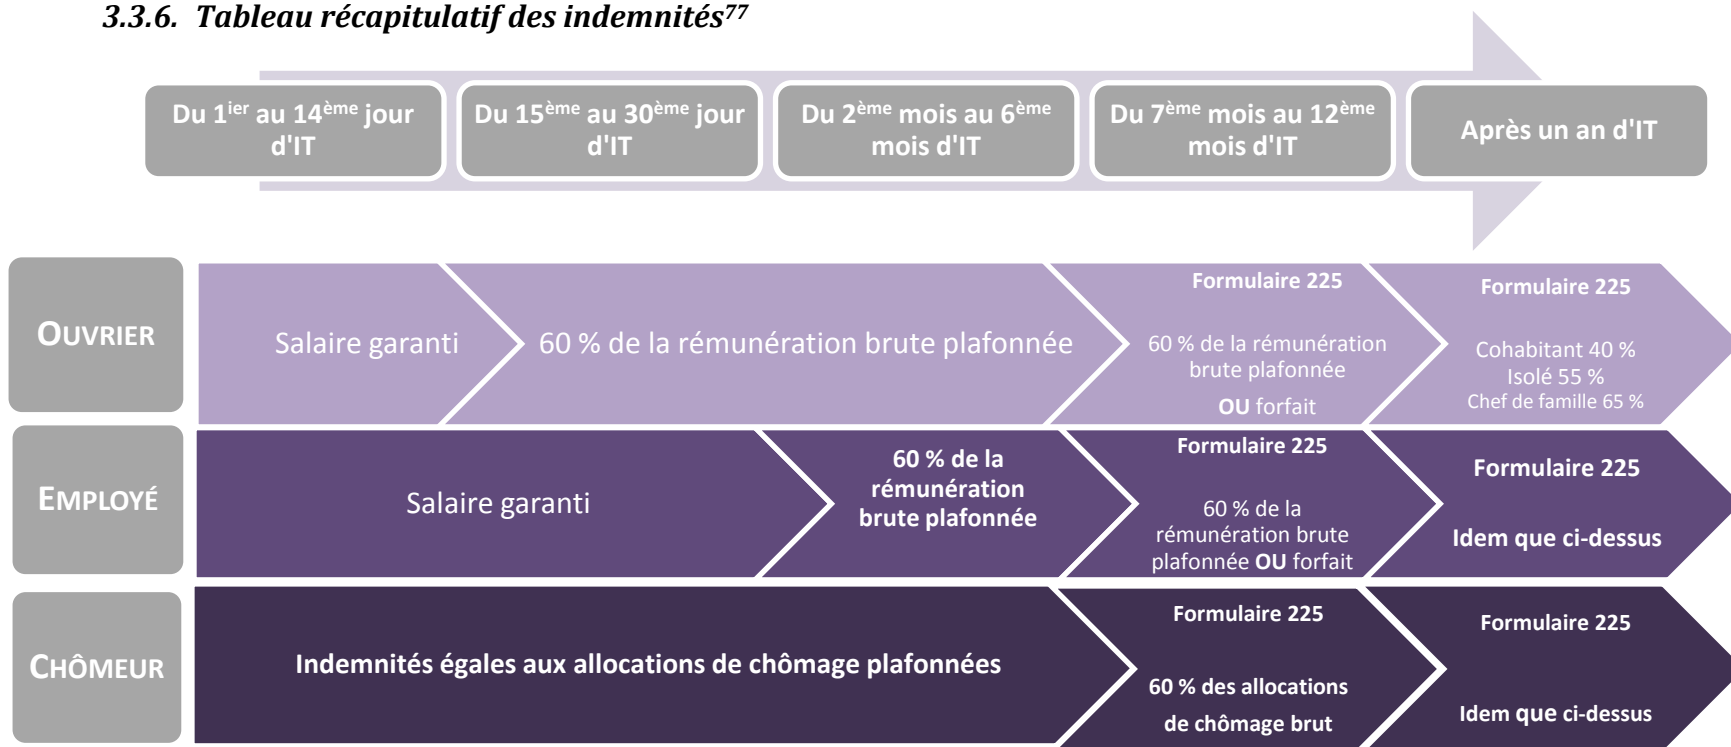 3.3.6. Tableau récapitulatif des indemnités77
Du 1ier au 14ème jour
d'IT
Du 15ème au 30ème jour
d'IT
Du 2ème mois au 6ème
mois d'IT
Du 7ème mois au 12ème
mois d'IT
Après un an d'IT
OUVRIER
Salaire garanti
60 % de la rémunération brute plafonnée
Formulaire 225
60 % de la rémunération
brute plafonnée
OU forfait
Formulaire 225
Cohabitant 40 %
Isolé 55 %
Chef de famille 65 %
EMPLOYÉ
Salaire garanti
60 % de la
rémunération
brute plafonnée
Formulaire 225
60 % de la
rémunération brute
plafonnée OU forfait
Formulaire 225
Idem que ci-dessus
CHÔMEUR
Indemnités égales aux allocations de chômage plafonnées
Formulaire 225
60 % des allocations
de chômage brut
Formulaire 225
Idem que ci-dessus